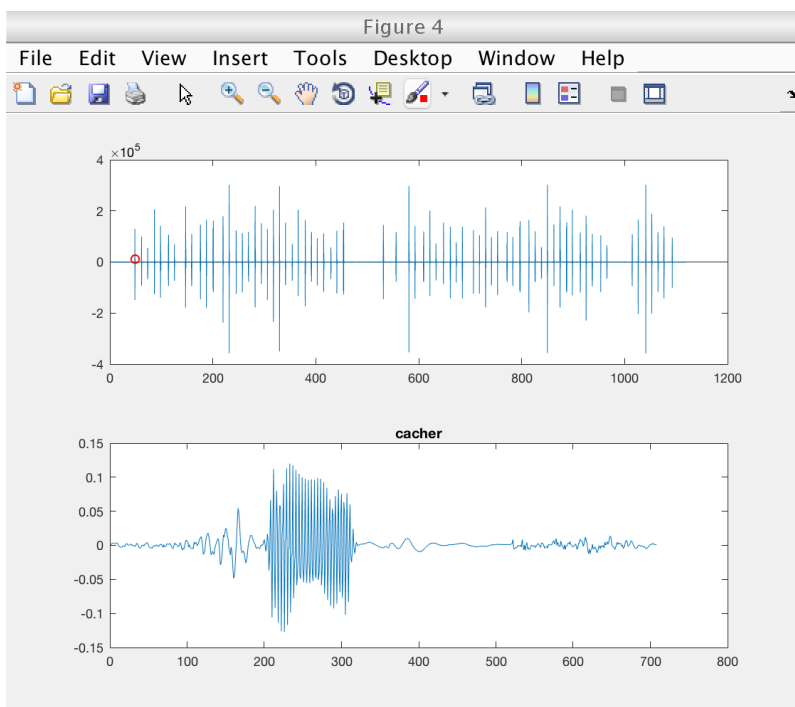 Figure 4
File Edit View Insert Tools Desktop Window Help
×10⁵
4
2
0
-2
-4
0 200 400 600 800 1000 1200
cacher
0.15
0.1
0.05
0
-0.05
-0.1
-0.15
0 100 200 300 400 500 600 700 800